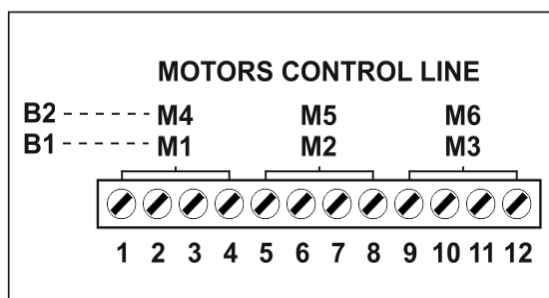 MOTORS CONTROL LINE
B2 - - - - - - - M4 M5 M6
B1 - - - - - - - M1 M2 M3
1 2 3 4 5 6 7 8 9 10 11 12